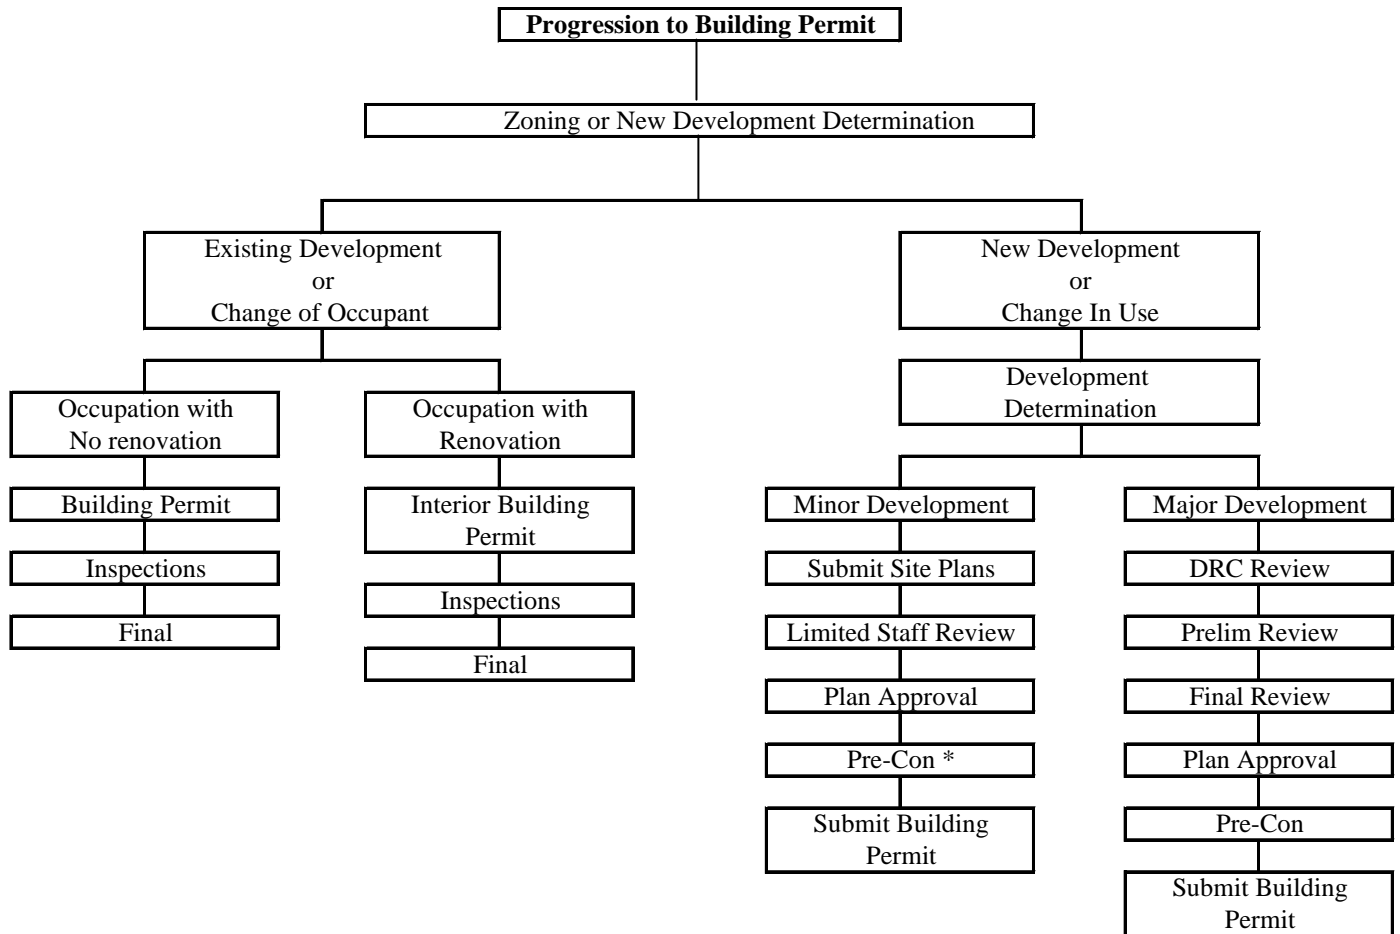 Progression to Building Permit
Zoning or New Development Determination
Existing Development
or
Change of Occupant
New Development
or
Change In Use
Occupation with
No renovation
Occupation with
Renovation
Development
Determination
Building Permit
Interior Building
Permit
Inspections
Inspections
Final
Final
Minor Development
Submit Site Plans
Limited Staff Review
Plan Approval
Pre-Con *
Submit Building
Permit
Major Development
DRC Review
Prelim Review
Final Review
Plan Approval
Pre-Con
Submit Building
Permit